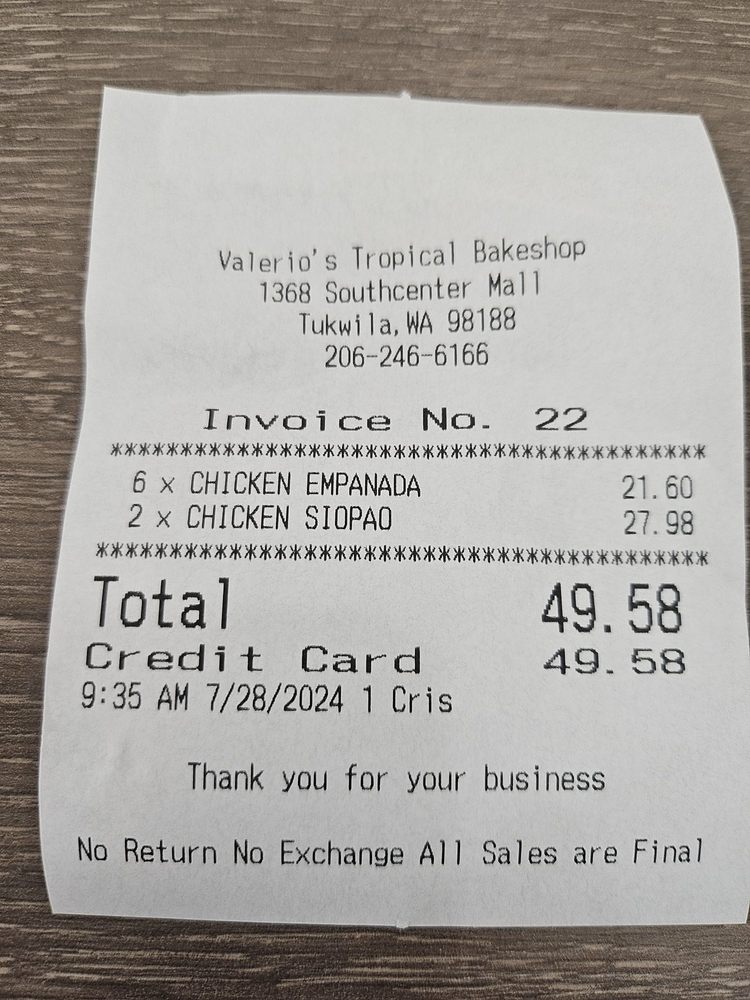 Valerio's Tropical Bakeshop
1368 Southcenter Mall
Tukwila,WA 98188
206-246-6166
Invoice No. 22
******************************************
6 x CHICKEN EMPANADA 21.60
2 x CHICKEN SIOPAO 27.98
******************************************
Total 49.58
Credit Card 49.58
9:35 AM 7/28/2024 1 Cris
Thank you for your business
No Return No Exchange All Sales are Final